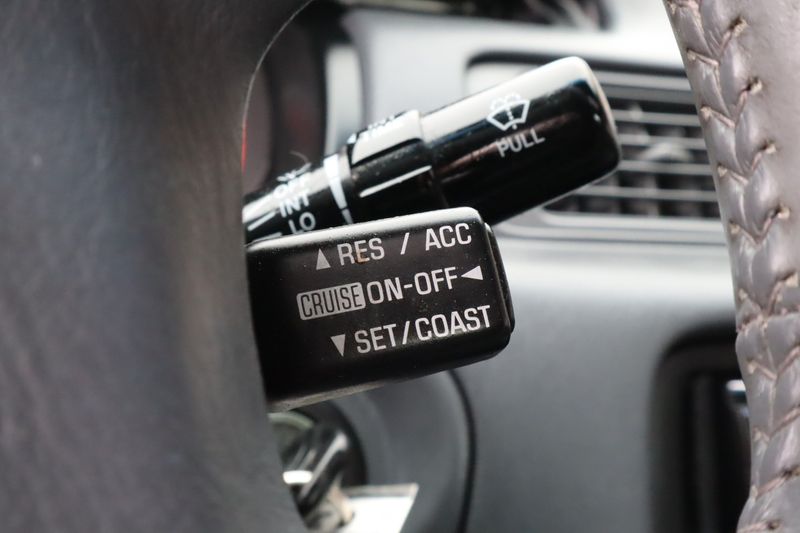 PULL
OFF
INT
LO
▲ RES / ACC
CRUISE ON-OFF ◀
▼ SET/COAST